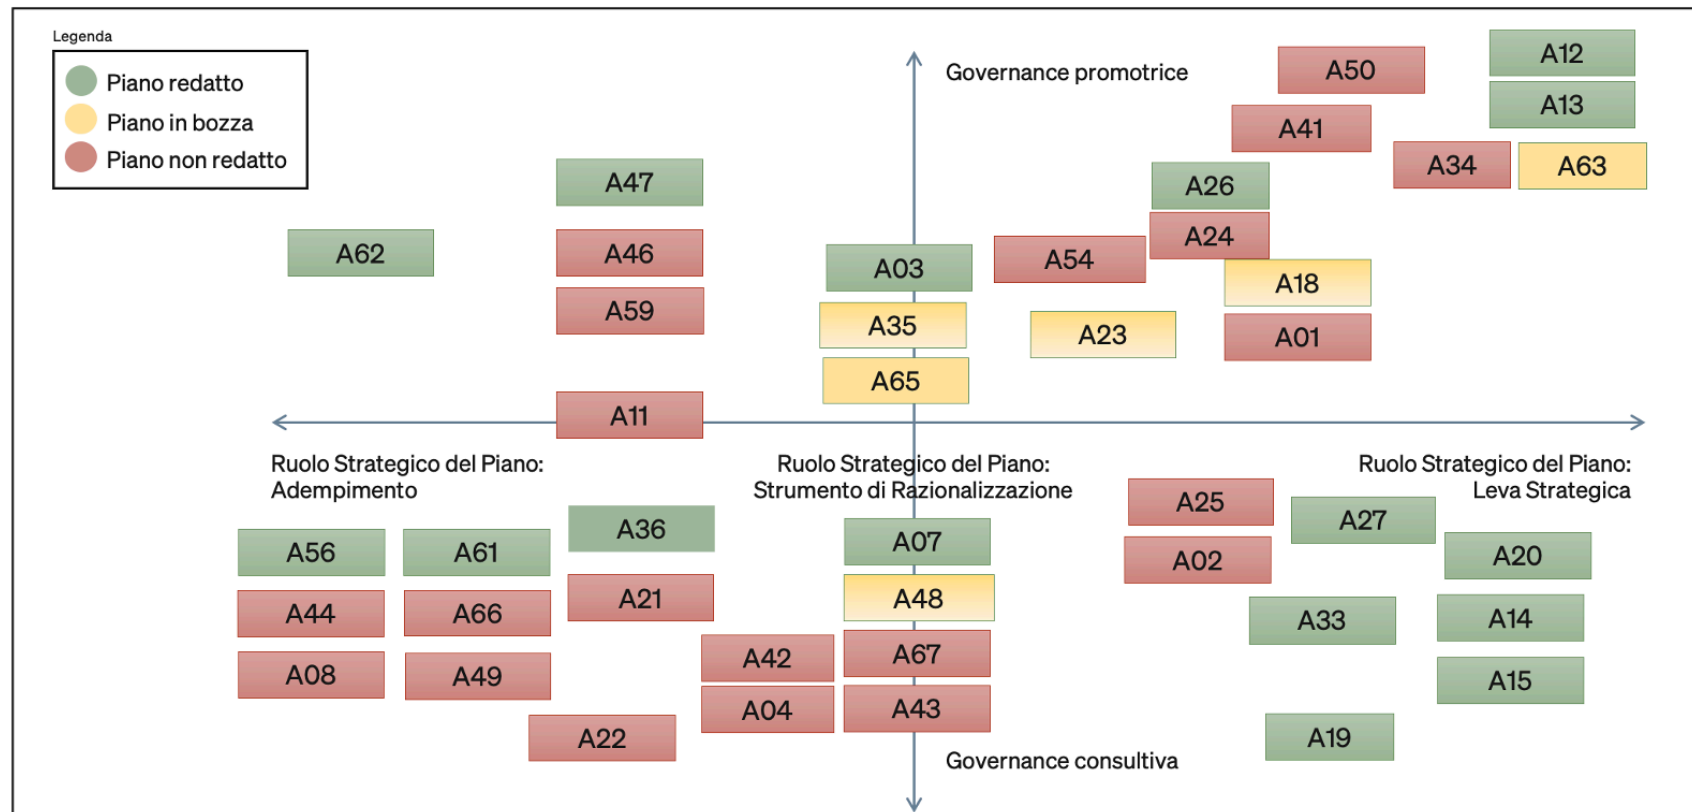 Legenda
Piano redatto
Piano in bozza
Piano non redatto
Governance promotrice
A50
A12
A13
A41
A34
A63
A47
A26
A62
A46
A24
A03
A54
A18
A59
A35
A23
A01
A65
A11
Ruolo Strategico del Piano:
Adempimento
Ruolo Strategico del Piano:
Strumento di Razionalizzazione
Ruolo Strategico del Piano:
Leva Strategica
A25
A27
A36
A07
A56
A61
A02
A20
A21
A48
A44
A66
A33
A14
A42
A67
A08
A49
A15
A04
A43
A22
A19
Governance consultiva